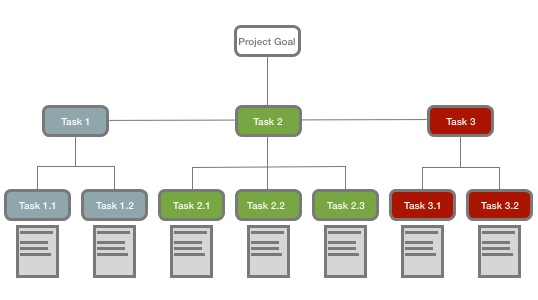 Project Goal
Task 1
Task 2
Task 3
Task 1.1
Task 1.2
Task 2.1
Task 2.2
Task 2.3
Task 3.1
Task 3.2